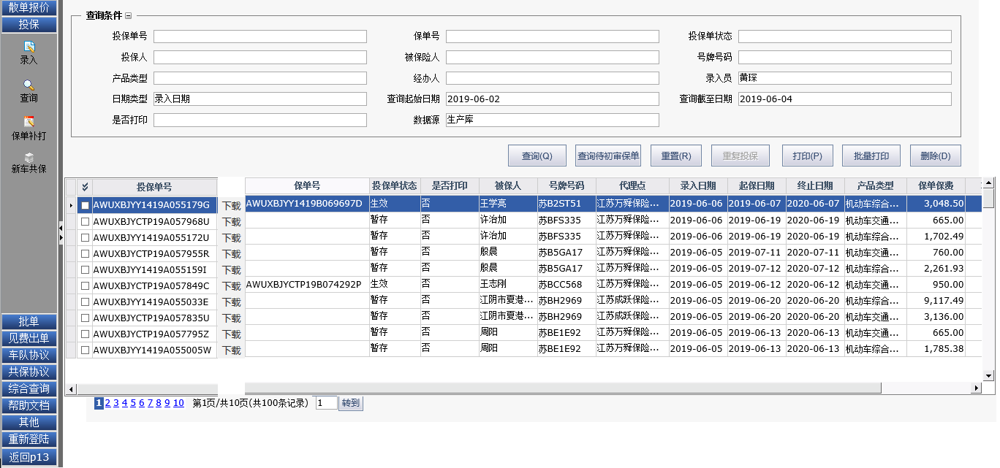 散单报价
投保
录入
查询
保单补打
新车共保
批单
见费出单
车队协议
共保协议
综合查询
帮助文档
其他
重新登陆
返回p13
查询条件
投保单号 保单号 投保单状态
投保人 被保险人 号牌号码
产品类型 经办人 录入员 黄琛
日期类型 录入日期 查询起始日期 2019-06-02 查询截至日期 2019-06-04
是否打印 数据源 生产库
查询(Q) 查询待初审保单 重置(R) 重复投保 打印(P) 批量打印 删除(D)
投保单号 保单号 投保单状态 是否打印 被保人 号牌号码 代理点 录入日期 起保日期 终止日期 产品类型 保单保费
AWUXBJYY1419A055179G 下载 AWUXBJYY1419B069697D 生效 否 王学亮 苏B2ST51 江苏万舜保险... 2019-06-06 2019-06-07 2020-06-07 机动车综合... 3,048.50
AWUXBJYCTP19A057968U 下载 暂存 否 许治加 苏BFS335 江苏万舜保险... 2019-06-06 2019-06-19 2020-06-19 机动车交通... 665.00
AWUXBJYY1419A055172U 下载 暂存 否 许治加 苏BFS335 江苏万舜保险... 2019-06-06 2019-06-19 2020-06-19 机动车综合... 1,702.49
AWUXBJYCTP19A057955R 下载 暂存 否 殷晨 苏B5GA17 江苏万舜保险... 2019-06-05 2019-07-11 2020-07-11 机动车交通... 760.00
AWUXBJYY1419A055159I 下载 暂存 否 殷晨 苏B5GA17 江苏万舜保险... 2019-06-05 2019-07-12 2020-07-12 机动车综合... 2,261.93
AWUXBJYCTP19A057849C 下载 AWUXBJYCTP19B074292P 生效 否 王志刚 苏BCC568 江苏万舜保险... 2019-06-05 2019-06-12 2020-06-12 机动车交通... 950.00
AWUXBJYY1419A055033E 下载 暂存 否 江阴市夏港... 苏BH2969 江苏成跃保险... 2019-06-05 2019-06-20 2020-06-20 机动车综合... 9,117.49
AWUXBJYCTP19A057835U 下载 暂存 否 江阴市夏港... 苏BH2969 江苏成跃保险... 2019-06-05 2019-06-20 2020-06-20 机动车交通... 3,136.00
AWUXBJYCTP19A057795Z 下载 暂存 否 周阳 苏BE1E92 江苏万舜保险... 2019-06-05 2019-06-13 2020-06-13 机动车交通... 665.00
AWUXBJYY1419A055005W 下载 暂存 否 周阳 苏BE1E92 江苏万舜保险... 2019-06-05 2019-06-13 2020-06-13 机动车综合... 1,785.38
1 2 3 4 5 6 7 8 9 10 第1页/共10页(共100条记录) 1 转到